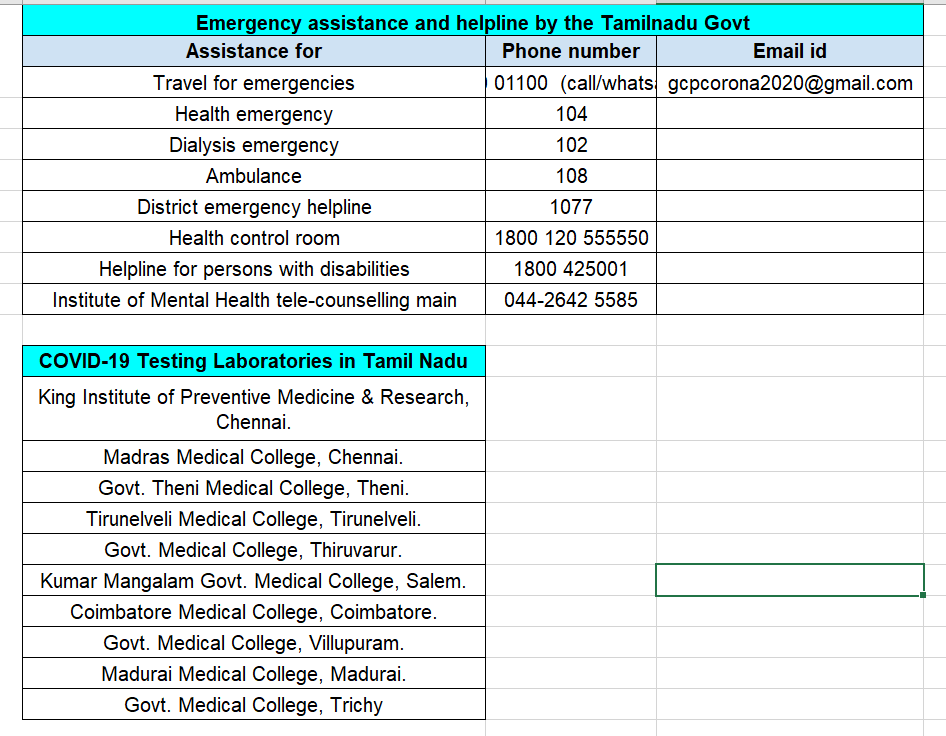 Emergency assistance and helpline by the Tamilnadu Govt
Assistance for Phone number Email id
Travel for emergencies 01100 (call/whats gcpcorona2020@gmail.com
Health emergency 104
Dialysis emergency 102
Ambulance 108
District emergency helpline 1077
Health control room 1800 120 555550
Helpline for persons with disabilities 1800 425001
Institute of Mental Health tele-counselling main 044-2642 5585
COVID-19 Testing Laboratories in Tamil Nadu
King Institute of Preventive Medicine & Research,
Chennai.
Madras Medical College, Chennai.
Govt. Theni Medical College, Theni.
Tirunelveli Medical College, Tirunelveli.
Govt. Medical College, Thiruvarur.
Kumar Mangalam Govt. Medical College, Salem.
Coimbatore Medical College, Coimbatore.
Govt. Medical College, Villupuram.
Madurai Medical College, Madurai.
Govt. Medical College, Trichy